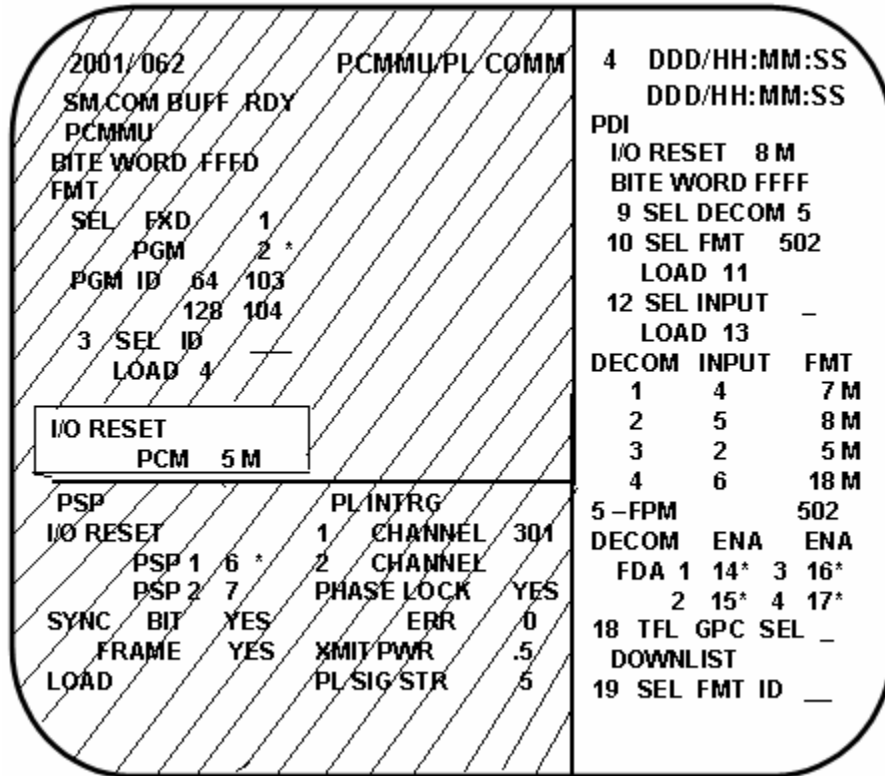 2001/ 062 PCMMU/PL COMM
SM COM BUFF RDY
PCMMU
BITE WORD FFFD
FMT
SEL FXD 1
PGM 2 *
PGM ID 64 103
128 104
3 SEL ID ___
LOAD 4
I/O RESET
PCM 5 M
PSP
I/O RESET
PSP 1 6 *
PSP 2 7
SYNC BIT YES
FRAME YES
LOAD
PL INTRG
1 CHANNEL 301
2 CHANNEL
PHASE LOCK YES
ERR 0
XMIT PWR .5
PL SIG STR 5
4 DDD/HH:MM:SS
DDD/HH:MM:SS
PDI
I/O RESET 8 M
BITE WORD FFFF
9 SEL DECOM 5
10 SEL FMT 502
LOAD 11
12 SEL INPUT _
LOAD 13
DECOM INPUT FMT
1 4 7 M
2 5 8 M
3 2 5 M
4 6 18 M
5 –FPM 502
DECOM ENA ENA
FDA 1 14* 3 16*
2 15* 4 17*
18 TFL GPC SEL _
DOWNLIST
19 SEL FMT ID __